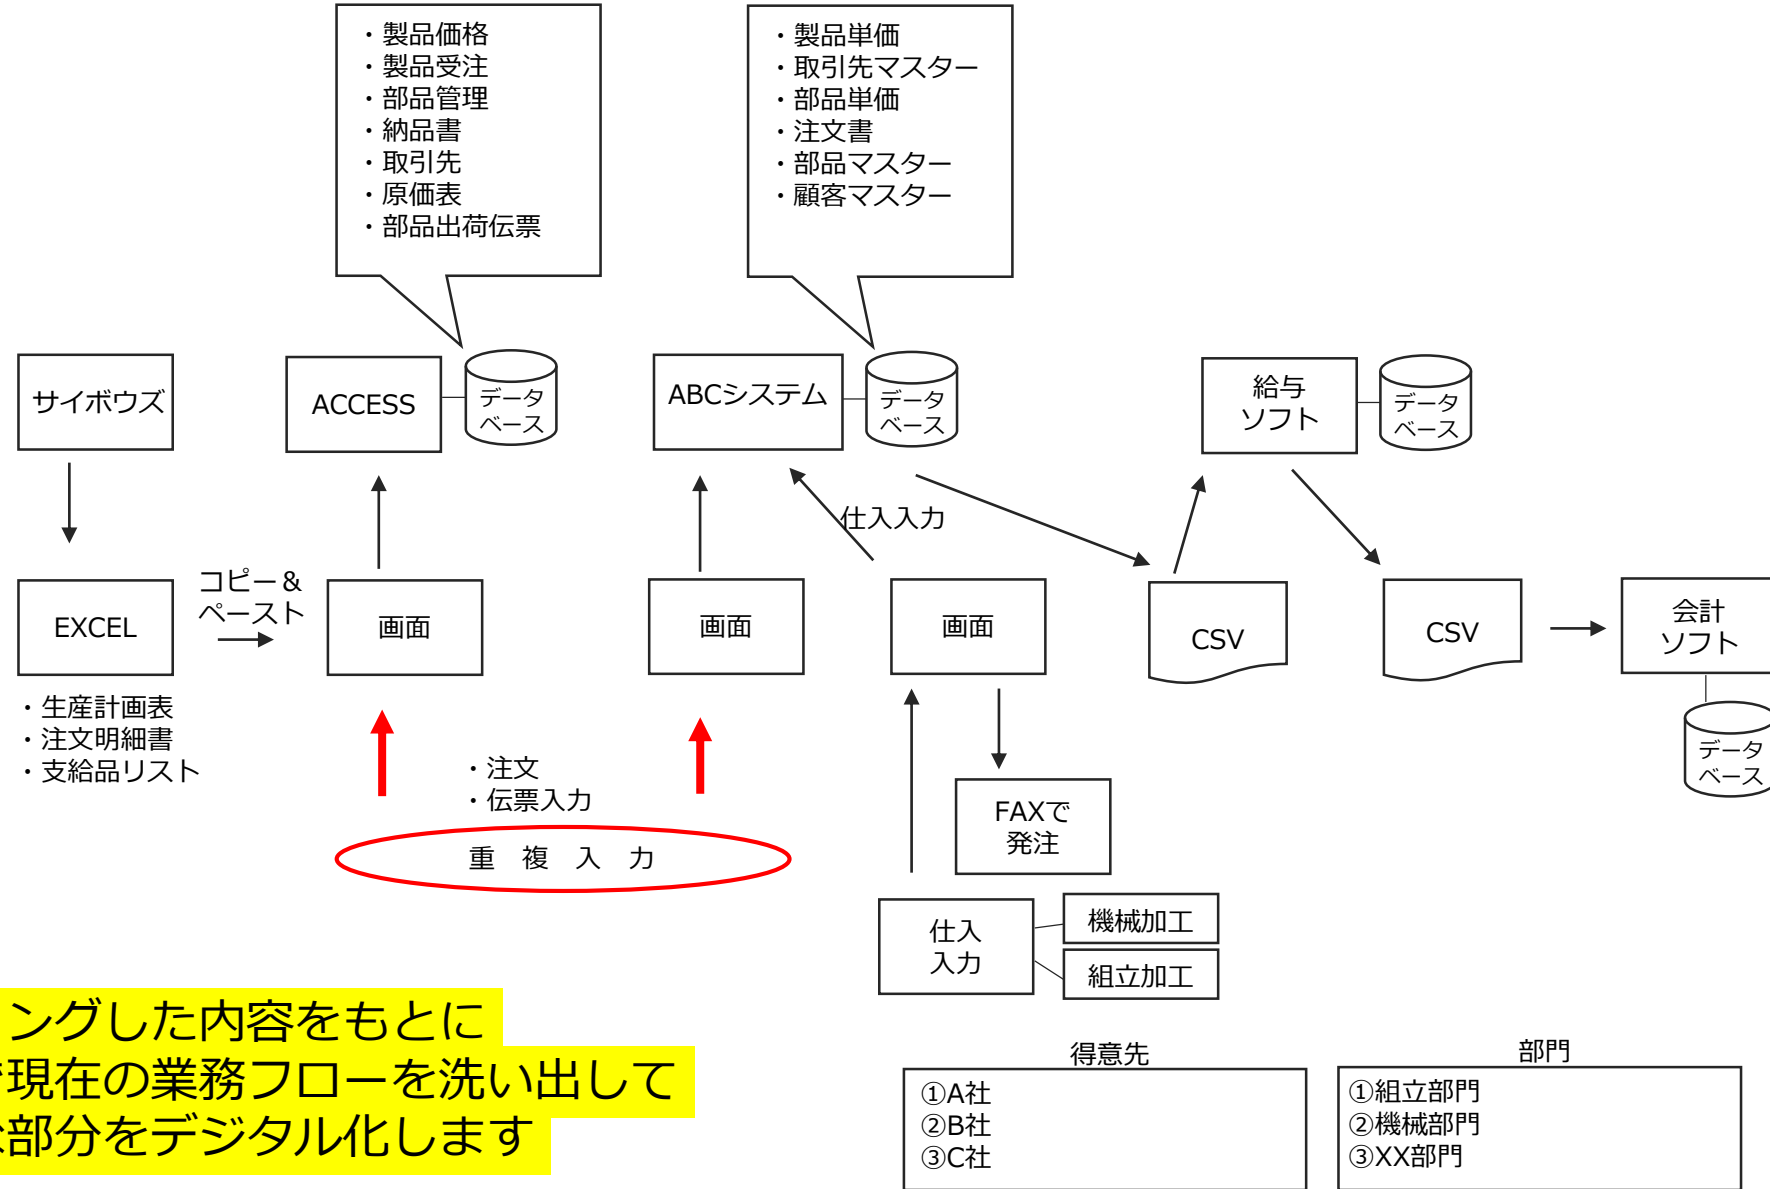 ・製品価格
・製品受注
・部品管理
・納品書
・取引先
・原価表
・部品出荷伝票
・製品単価
・取引先マスター
・部品単価
・注文書
・部品マスター
・顧客マスター
サイボウズ
ACCESS
データ
ベース
ABCシステム
データ
ベース
給与
ソフト
データ
ベース
仕入入力
EXCEL
コピー＆
ペースト
画面
画面
画面
CSV
CSV
会計
ソフト
データ
ベース
・生産計画表
・注文明細書
・支給品リスト
・注文
・伝票入力
重 複 入 力
FAXで
発注
仕入
入力
機械加工
組立加工
ングした内容をもとに
現在の業務フローを洗い出して
部分をデジタル化します
得意先
①A社
②B社
③C社
部門
①組立部門
②機械部門
③XX部門